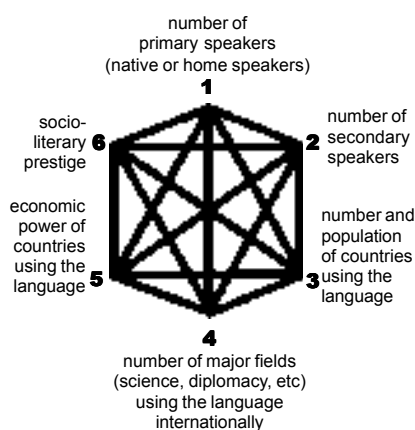 number of
primary speakers
(native or home speakers)
1
socio-
literary
prestige
6
2
number of
secondary
speakers
economic
power of
countries
using the
language
5
3
number and
population
of countries
using the
language
4
number of major fields
(science, diplomacy, etc)
using the language
internationally